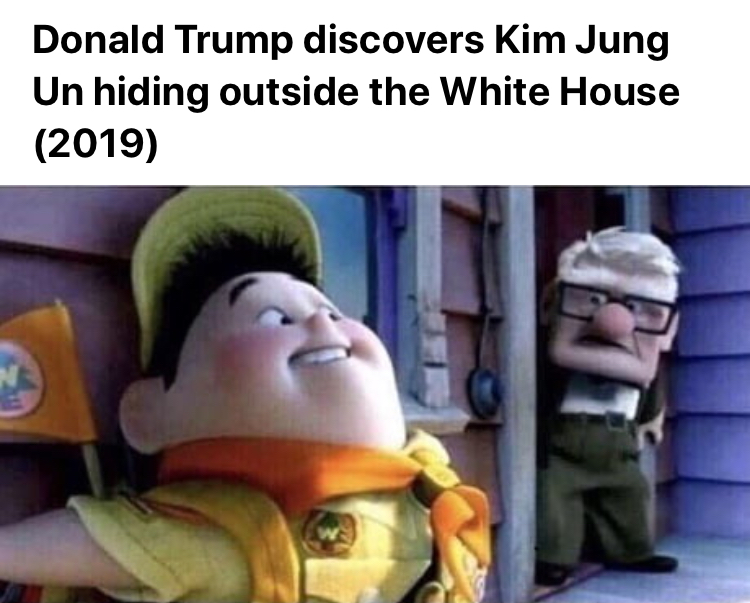 Donald Trump discovers Kim Jung
Un hiding outside the White House
(2019)
W
W